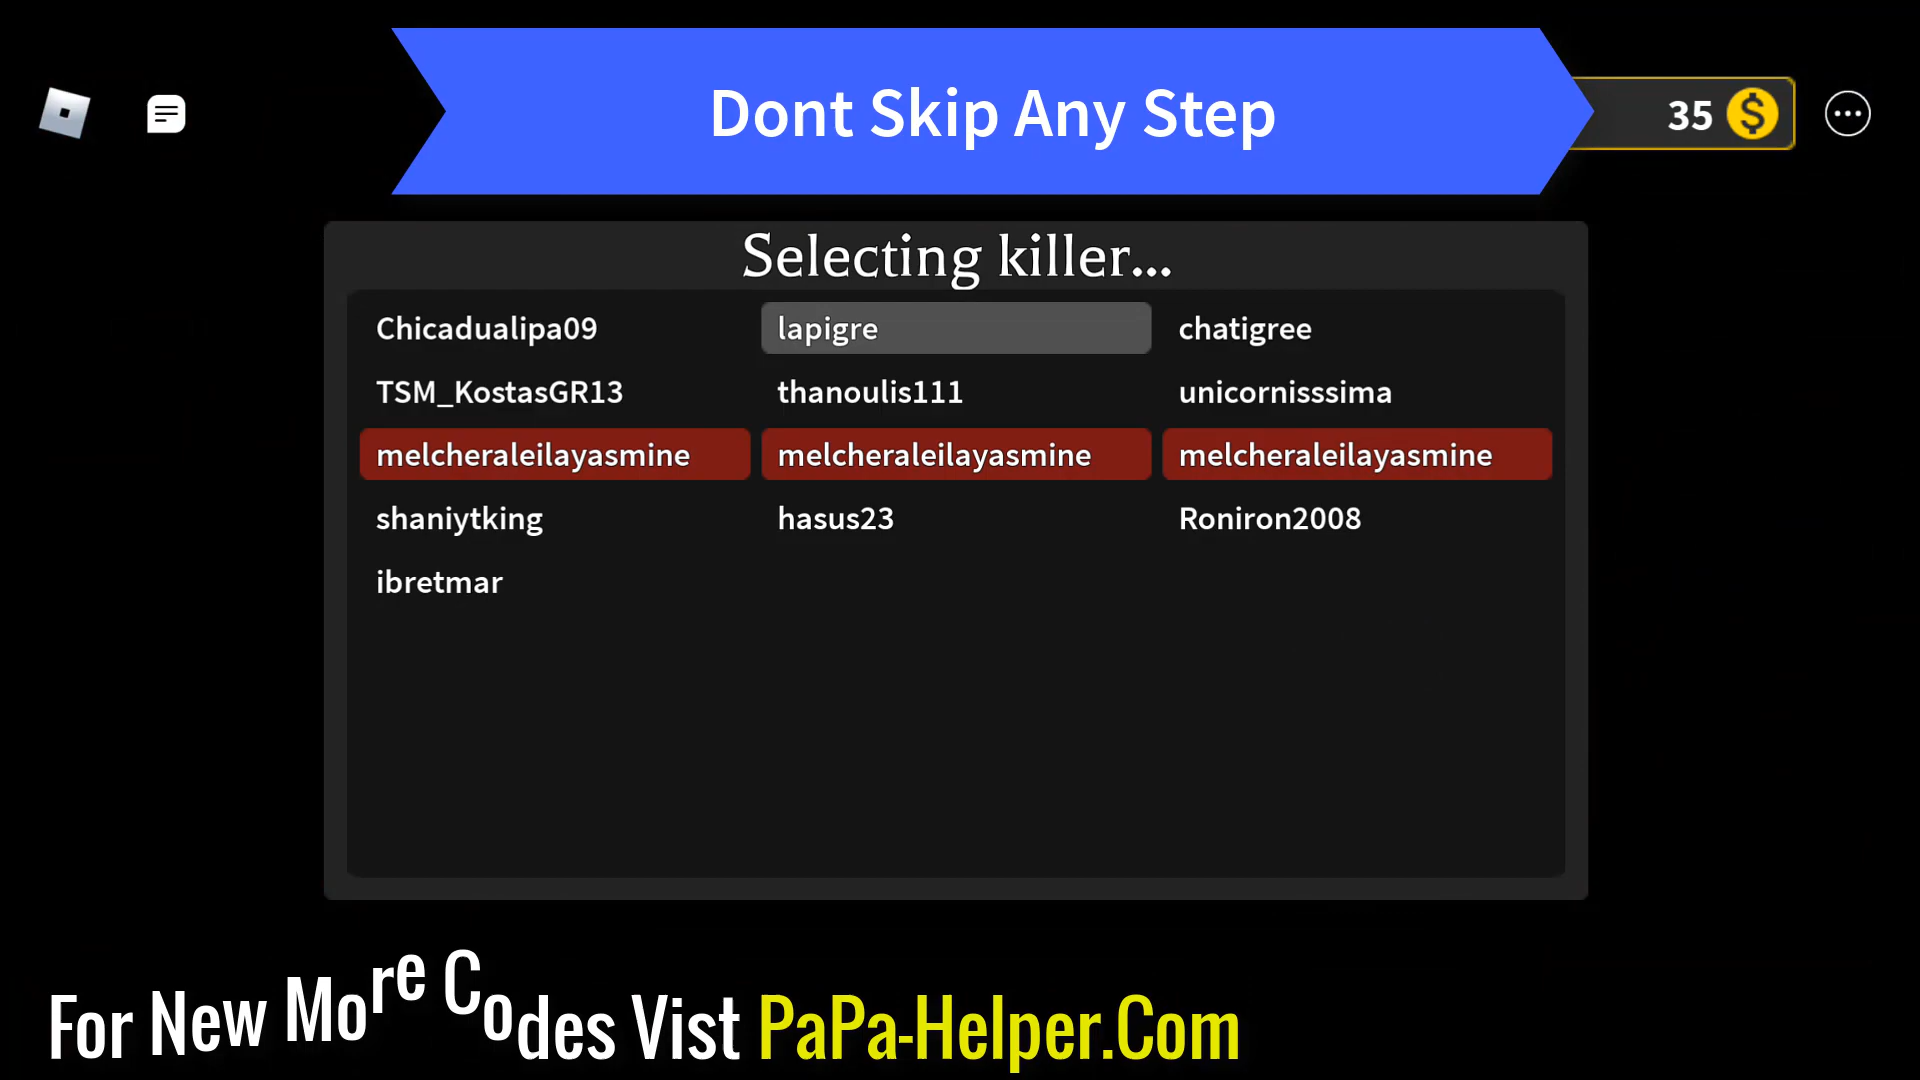 Dont Skip Any Step
35
Selecting killer...
Chicadualipa09 lapigre chatigree
TSM_KostasGR13 thanoulis111 unicornisssima
melcheraleilayasmine melcheraleilayasmine melcheraleilayasmine
shaniytking hasus23 Roniron2008
ibretmar
For New More Codes Vist PaPa-Helper.Com